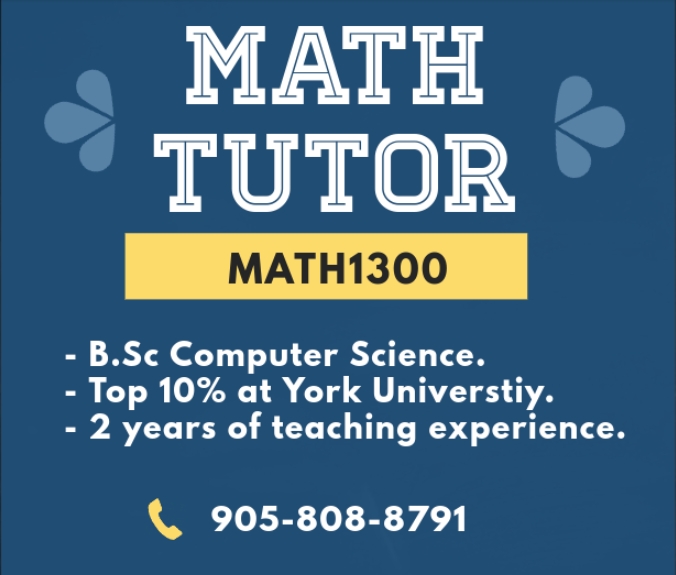 MATH
TUTOR
MATH1300
- B.Sc Computer Science.
- Top 10% at York Universtiy.
- 2 years of teaching experience.
905-808-8791